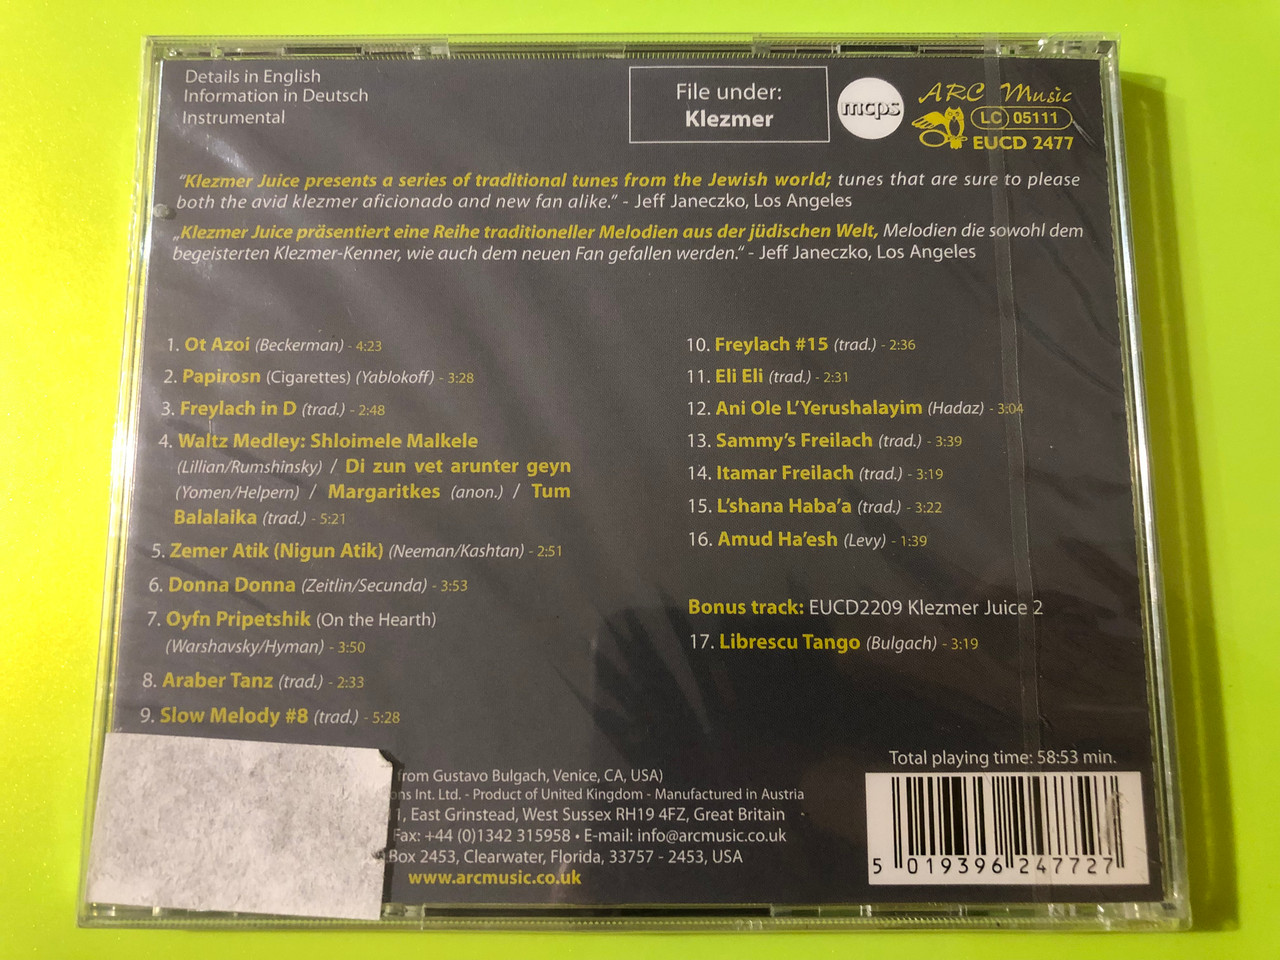 Details in English
Information in Deutsch
Instrumental
File under:
Klezmer
mcps
ARC Music
LC 05111
EUCD 2477
"Klezmer Juice presents a series of traditional tunes from the Jewish world; tunes that are sure to please
both the avid klezmer aficionado and new fan alike." - Jeff Janeczko, Los Angeles
„Klezmer Juice präsentiert eine Reihe traditioneller Melodien aus der jüdischen Welt, Melodien die sowohl dem
begeisterten Klezmer-Kenner, wie auch dem neuen Fan gefallen werden." - Jeff Janeczko, Los Angeles
1. Ot Azoi (Beckerman) - 4:23
2. Papirosn (Cigarettes) (Yablokoff) - 3:28
3. Freylach in D (trad.) - 2:48
4. Waltz Medley: Shloimele Malkele
(Lillian/Rumshinsky) / Di zun vet arunter geyn
(Yomen/Helpern) / Margaritkes (anon.) / Tum
Balalaika (trad.) - 5:21
5. Zemer Atik (Nigun Atik) (Neeman/Kashtan) - 2:51
6. Donna Donna (Zeitlin/Secunda) - 3:53
7. Oyfn Pripetshik (On the Hearth)
(Warshavsky/Hyman) - 3:50
8. Araber Tanz (trad.) - 2:33
9. Slow Melody #8 (trad.) - 5:28
10. Freylach #15 (trad.) - 2:36
11. Eli Eli (trad.) - 2:31
12. Ani Ole L'Yerushalayim (Hadaz) - 3:04
13. Sammy's Freilach (trad.) - 3:39
14. Itamar Freilach (trad.) - 3:19
15. L'shana Haba'a (trad.) - 3:22
16. Amud Ha'esh (Levy) - 1:39
Bonus track: EUCD2209 Klezmer Juice 2
17. Librescu Tango (Bulgach) - 3:19
from Gustavo Bulgach, Venice, CA, USA)
Int. Ltd. - Product of United Kingdom - Manufactured in Austria
East Grinstead, West Sussex RH19 4FZ, Great Britain
Fax: +44 (0)1342 315958 • E-mail: info@arcmusic.co.uk
Box 2453, Clearwater, Florida, 33757 - 2453, USA
www.arcmusic.co.uk
Total playing time: 58:53 min.
5 019396 247727